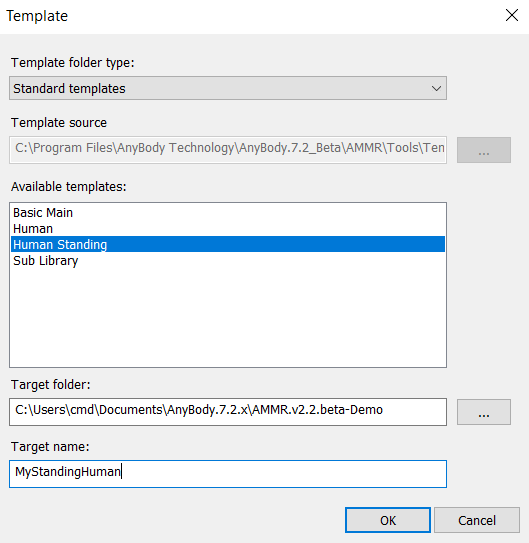 Template
Template folder type:
Standard templates
Template source
C:\Program Files\AnyBody Technology\AnyBody.7.2_Beta\AMMR\Tools\Ten
...
Available templates:
Basic Main
Human
Human Standing
Sub Library
Target folder:
C:\Users\cmd\Documents\AnyBody.7.2.x\AMMR.v2.2.beta-Demo
...
Target name:
MyStandingHuman
OK
Cancel